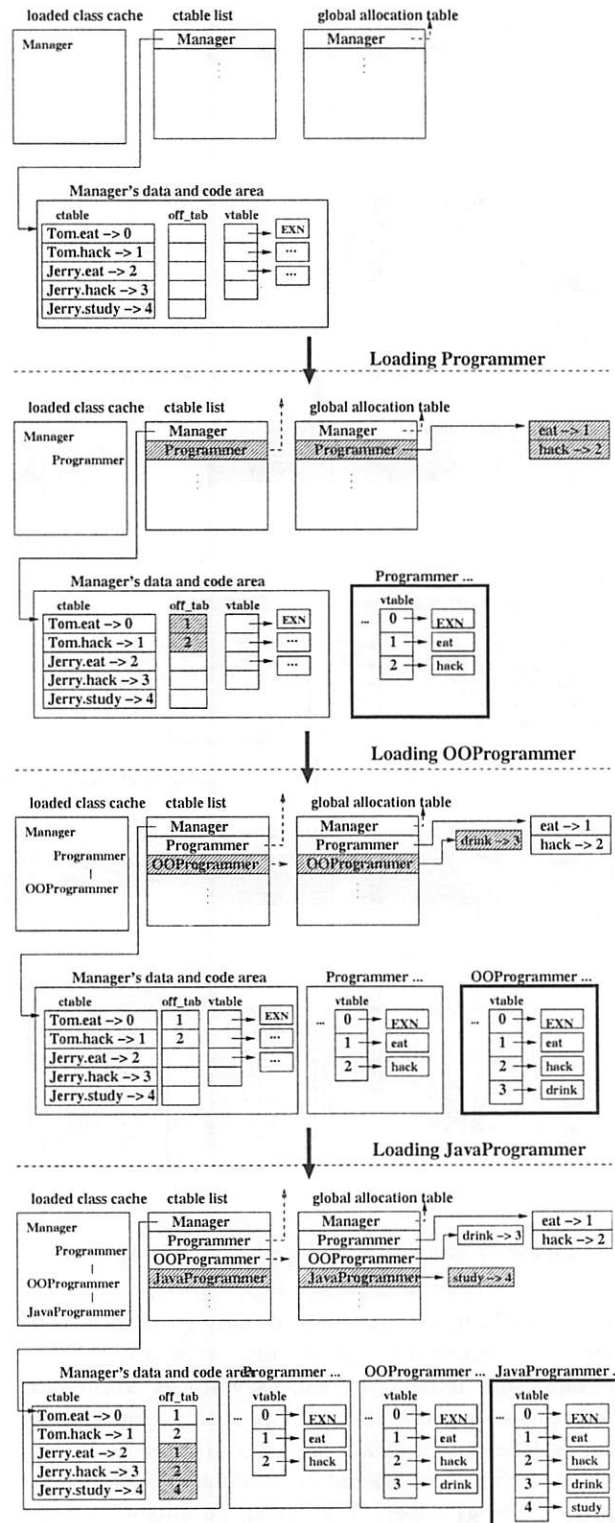 loaded class cache ctable list global allocation table
Manager Manager Manager
Manager's data and code area
ctable off_tab vtable
Tom.eat -> 0 EXN
Tom.hack -> 1 ...
Jerry.eat -> 2 ...
Jerry.hack -> 3
Jerry.study -> 4
Loading Programmer
loaded class cache ctable list global allocation table
Manager Manager Manager eat -> 1
Programmer Programmer Programmer hack -> 2
Manager's data and code area Programmer ...
ctable off_tab vtable vtable
Tom.eat -> 0 1 EXN ... 0 EXN
Tom.hack -> 1 2 ... 1 eat
Jerry.eat -> 2 ... 2 hack
Jerry.hack -> 3
Jerry.study -> 4
Loading OOProgrammer
loaded class cache ctable list global allocation table
Manager Manager Manager eat -> 1
Programmer Programmer Programmer drink -> 3 hack -> 2
OOProgrammer OOProgrammer OOProgrammer
Manager's data and code area Programmer ... OOProgrammer ...
ctable off_tab vtable vtable vtable
Tom.eat -> 0 1 EXN ... 0 EXN ... 0 EXN
Tom.hack -> 1 2 ... 1 eat 1 eat
Jerry.eat -> 2 ... 2 hack 2 hack
Jerry.hack -> 3 3 drink
Jerry.study -> 4
Loading JavaProgrammer
loaded class cache ctable list global allocation table
Manager Manager Manager eat -> 1
Programmer Programmer Programmer drink -> 3 hack -> 2
OOProgrammer OOProgrammer OOProgrammer
JavaProgrammer JavaProgrammer JavaProgrammer study -> 4
Manager's data and code area Programmer ... OOProgrammer ... JavaProgrammer ...
ctable off_tab vtable vtable vtable
Tom.eat -> 0 1 ... ... 0 EXN ... 0 EXN ... 0 EXN
Tom.hack -> 1 2 1 eat 1 eat 1 eat
Jerry.eat -> 2 1 2 hack 2 hack 2 hack
Jerry.hack -> 3 2 3 drink 3 drink
Jerry.study -> 4 4 4 study